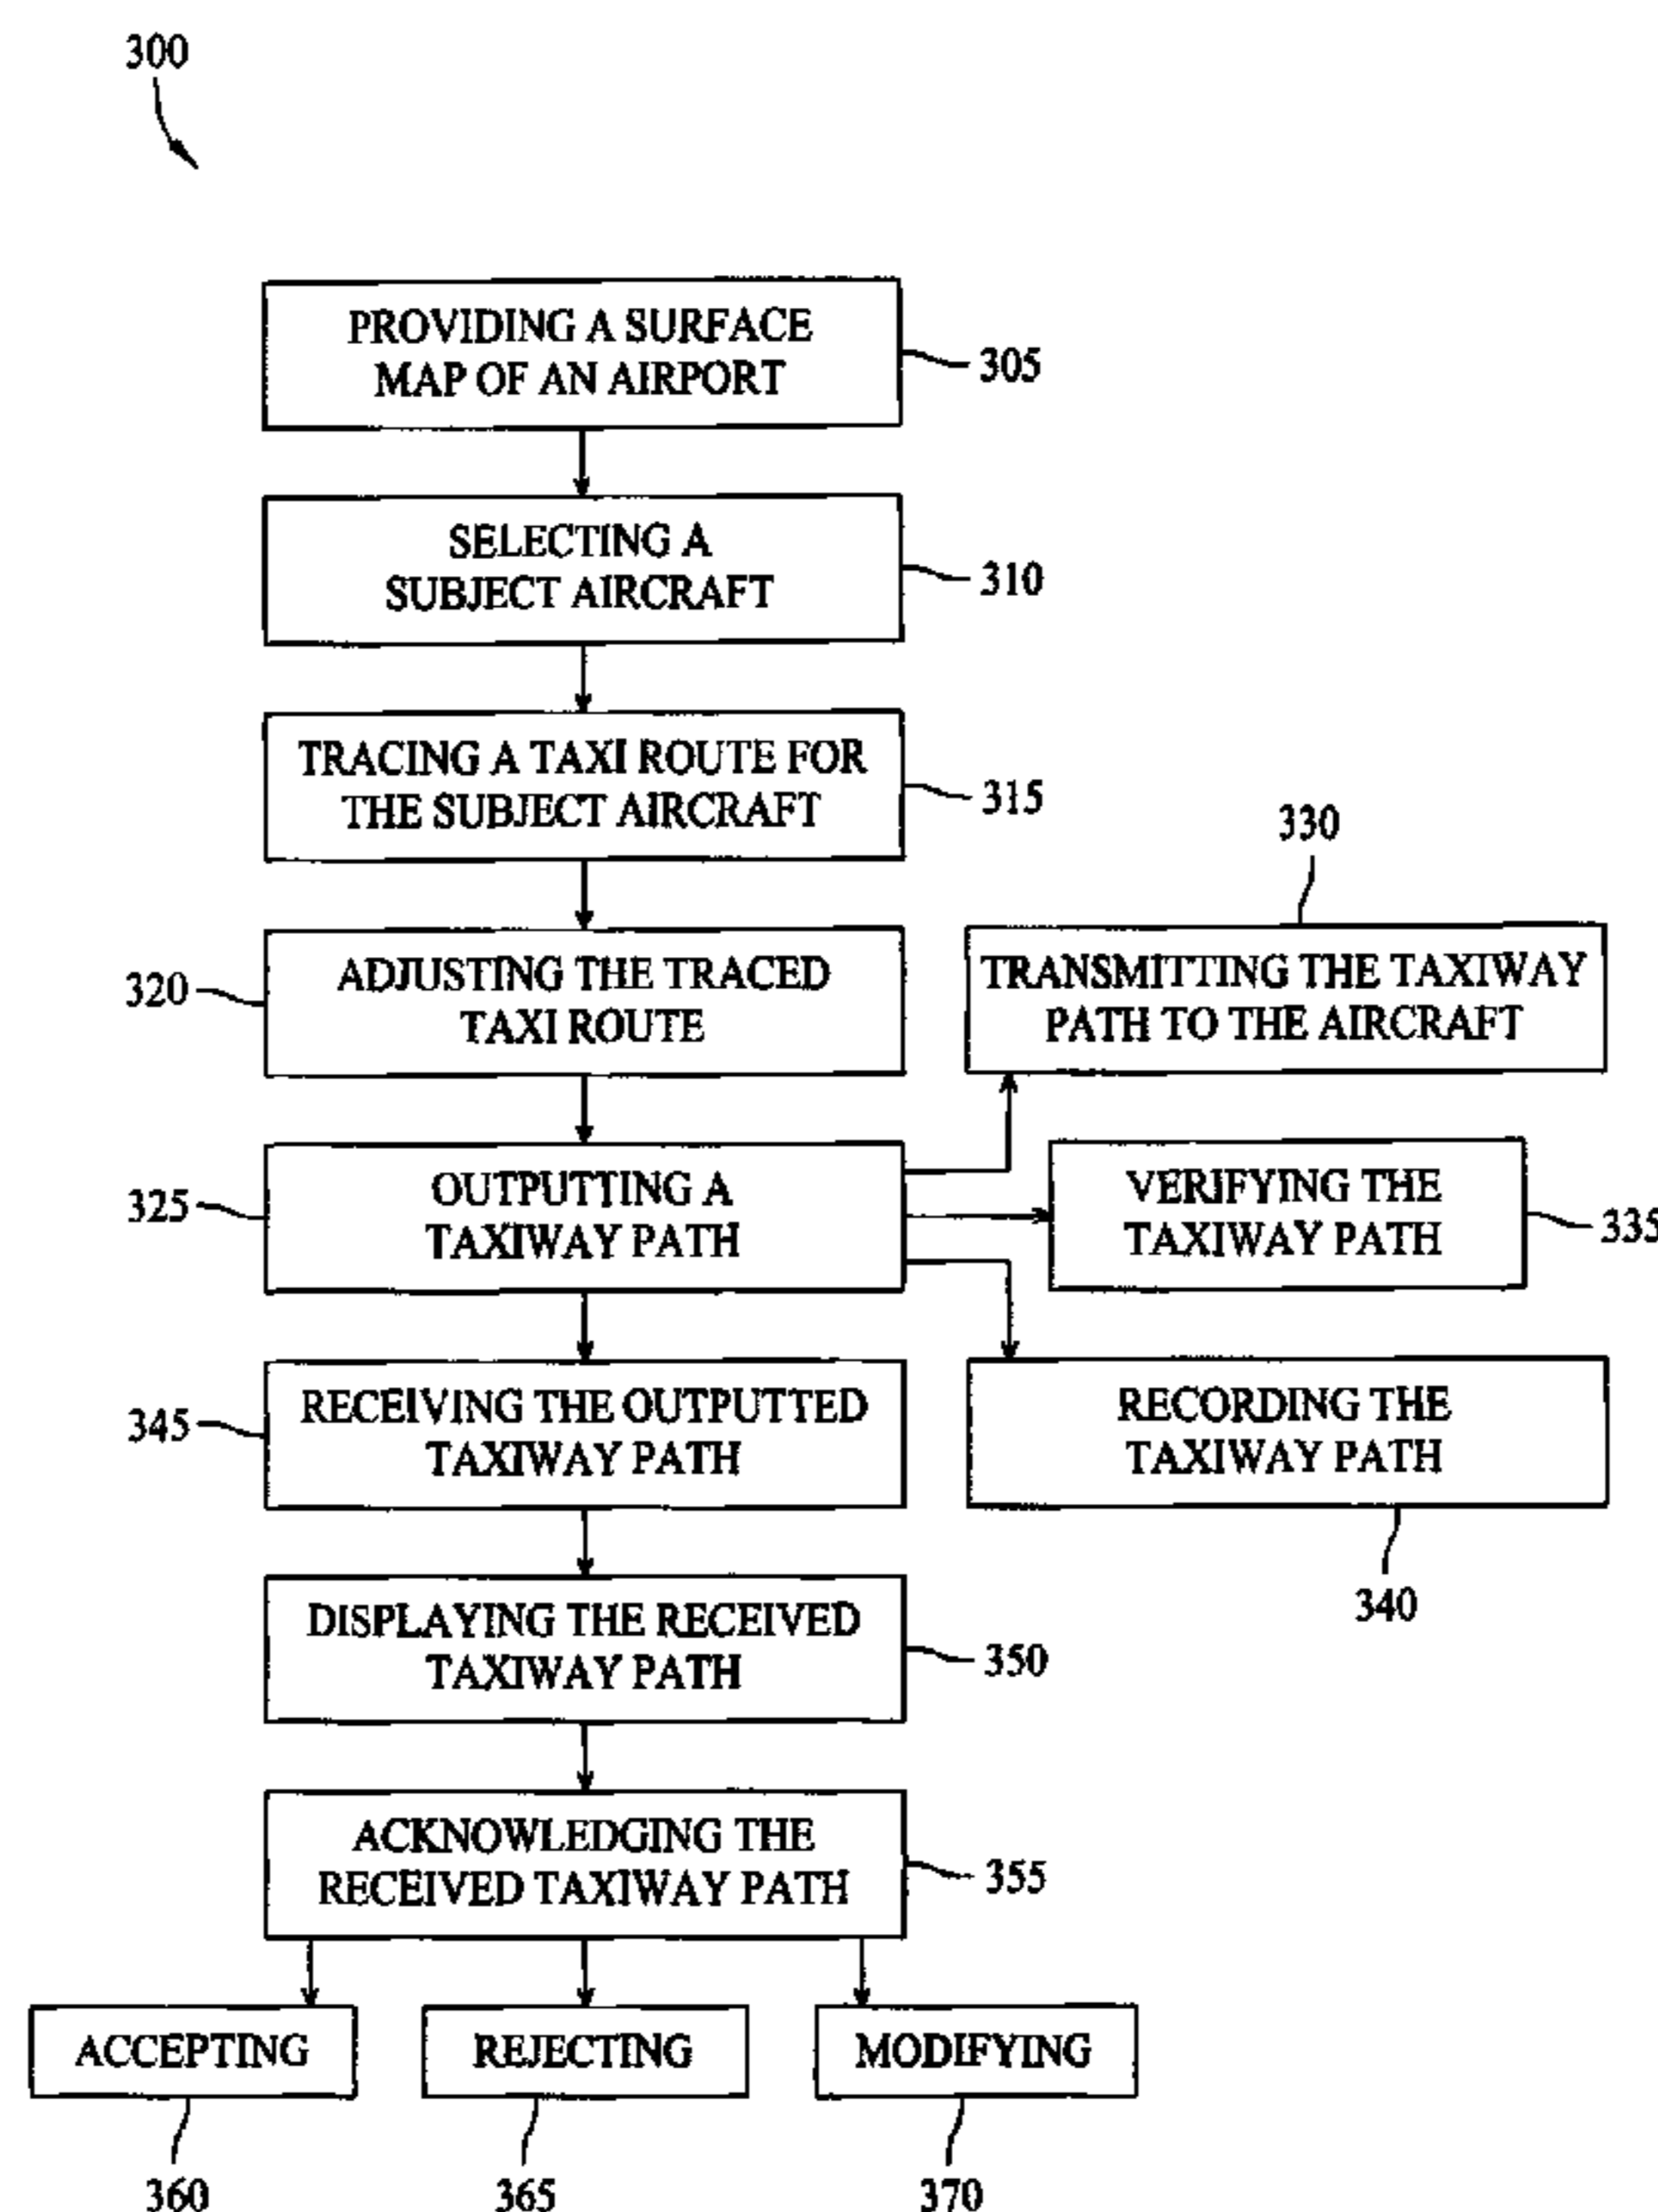 300
PROVIDING A SURFACE
MAP OF AN AIRPORT
305
SELECTING A
SUBJECT AIRCRAFT
310
TRACING A TAXI ROUTE FOR
THE SUBJECT AIRCRAFT
315
330
320
ADJUSTING THE TRACED
TAXI ROUTE
TRANSMITTING THE TAXIWAY
PATH TO THE AIRCRAFT
325
OUTPUTTING A
TAXIWAY PATH
VERIFYING THE
TAXIWAY PATH
335
345
RECEIVING THE OUTPUTTED
TAXIWAY PATH
RECORDING THE
TAXIWAY PATH
340
DISPLAYING THE RECEIVED
TAXIWAY PATH
350
ACKNOWLEDGING THE
RECEIVED TAXIWAY PATH
355
ACCEPTING
REJECTING
MODIFYING
360
365
370